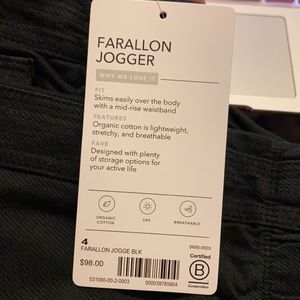 FARALLON
JOGGER
WHY WE LOVE IT
FIT
Skims easily over the body
with a mid-rise waistband
FEATURES
Organic cotton is lightweight,
stretchy, and breathable
FAVE
Designed with plenty
of storage options for
your active life
ORGANIC
COTTON
UPF
BREATHABLE
4
S685-0003
FARALLON JOGGE BLK
$98.00
Certified
B
Corporation
531090-00-2-0003
500039785904